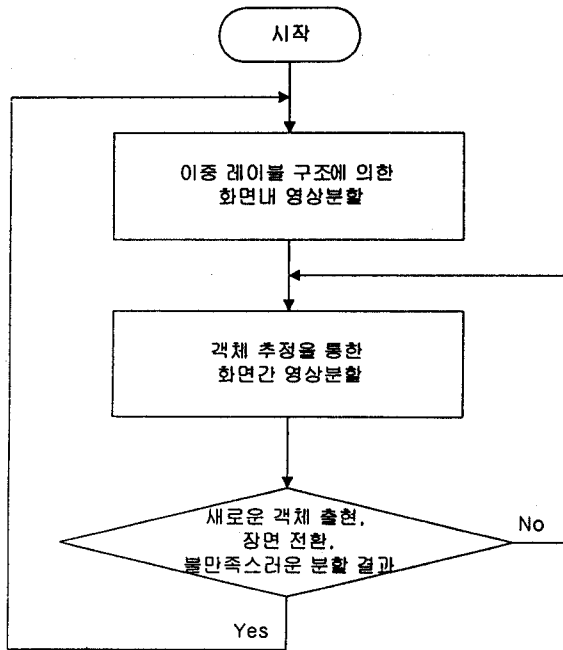 시작
이중 레이블 구조에 의한
화면내 영상분할
객체 추정을 통한
화면간 영상분할
새로운 객체 출현,
장면 전환,
불만족스러운 분할 결과
No
Yes